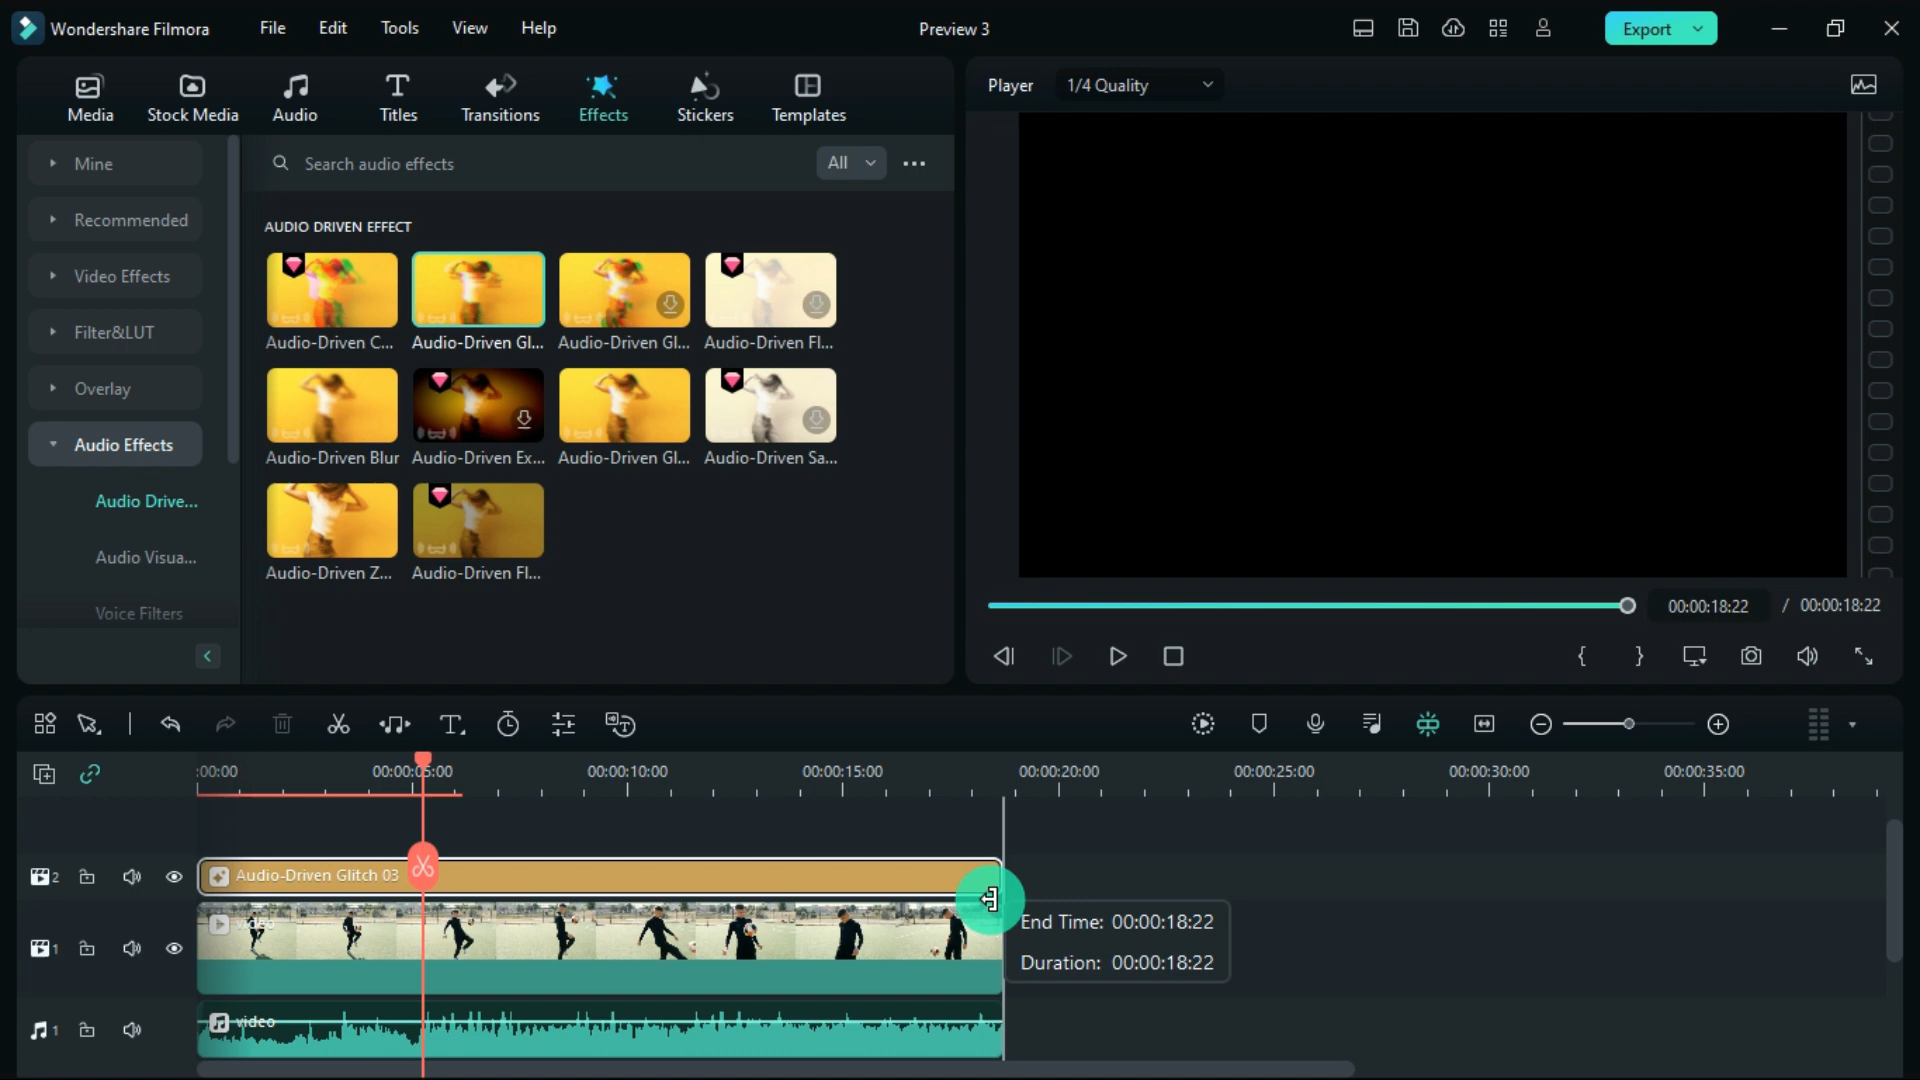 Wondershare Filmora
File
Edit
Tools
View
Help
Preview 3
Export
Media
Stock Media
Audio
Titles
Transitions
Effects
Stickers
Templates
Player
1/4 Quality
Mine
Recommended
Video Effects
Filter&LUT
Overlay
Audio Effects
Audio Drive...
Audio Visua...
Voice Filters
Search audio effects
All
AUDIO DRIVEN EFFECT
Audio-Driven C...
Audio-Driven Gl...
Audio-Driven Gl...
Audio-Driven Fl...
Audio-Driven Blur
Audio-Driven Ex...
Audio-Driven Gl...
Audio-Driven Sa...
Audio-Driven Z...
Audio-Driven Fl...
00:00:18:22 / 00:00:18:22
:00:00
00:00:05:00
00:00:10:00
00:00:15:00
00:00:20:00
00:00:25:00
00:00:30:00
00:00:35:00
2
Audio-Driven Glitch 03
1
video
End Time: 00:00:18:22
Duration: 00:00:18:22
1
video